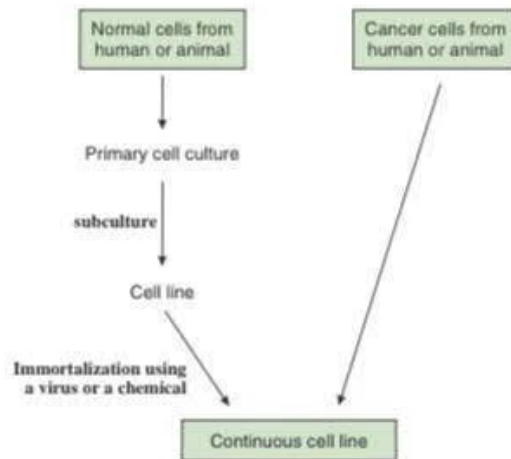 Normal cells from
human or animal
Cancer cells from
human or animal
Primary cell culture
subculture
Cell line
Immortalization using
a virus or a chemical
Continuous cell line